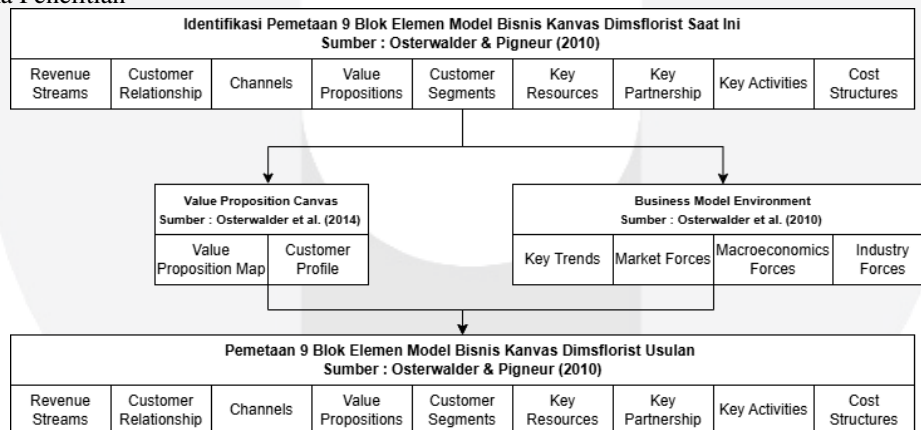 Penelitian
Identifikasi Pemetaan 9 Blok Elemen Model Bisnis Kanvas Dimsflorist Saat Ini
Sumber : Osterwalder & Pigneur (2010)
Revenue Streams
Customer Relationship
Channels
Value Propositions
Customer Segments
Key Resources
Key Partnership
Key Activities
Cost Structures
Value Proposition Canvas
Sumber : Osterwalder et al. (2014)
Value Proposition Map
Customer Profile
Business Model Environment
Sumber : Osterwalder et al. (2010)
Key Trends
Market Forces
Macroeconomics Forces
Industry Forces
Pemetaan 9 Blok Elemen Model Bisnis Kanvas Dimsflorist Usulan
Sumber : Osterwalder & Pigneur (2010)
Revenue Streams
Customer Relationship
Channels
Value Propositions
Customer Segments
Key Resources
Key Partnership
Key Activities
Cost Structures